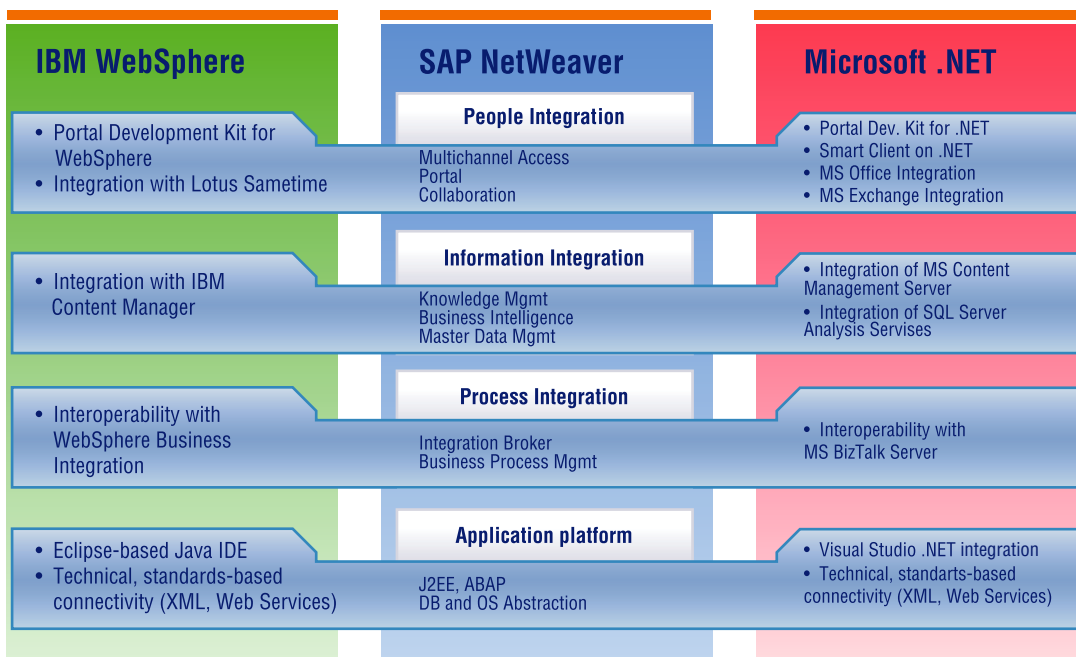 IBM WebSphere
SAP NetWeaver
Microsoft .NET
People Integration
• Portal Development Kit for
WebSphere
• Integration with Lotus Sametime
Multichannel Access
Portal
Collaboration
• Portal Dev. Kit for .NET
• Smart Client on .NET
• MS Office Integration
• MS Exchange Integration
Information Integration
• Integration with IBM
Content Manager
Knowledge Mgmt
Business Intelligence
Master Data Mgmt
• Integration of MS Content
Management Server
• Integration of SQL Server
Analysis Servises
Process Integration
• Interoperability with
WebSphere Business
Integration
Integration Broker
Business Process Mgmt
• Interoperability with
MS BizTalk Server
Application platform
• Eclipse-based Java IDE
• Technical, standards-based
connectivity (XML, Web Services)
J2EE, ABAP
DB and OS Abstraction
• Visual Studio .NET integration
• Technical, standarts-based
connectivity (XML, Web Services)